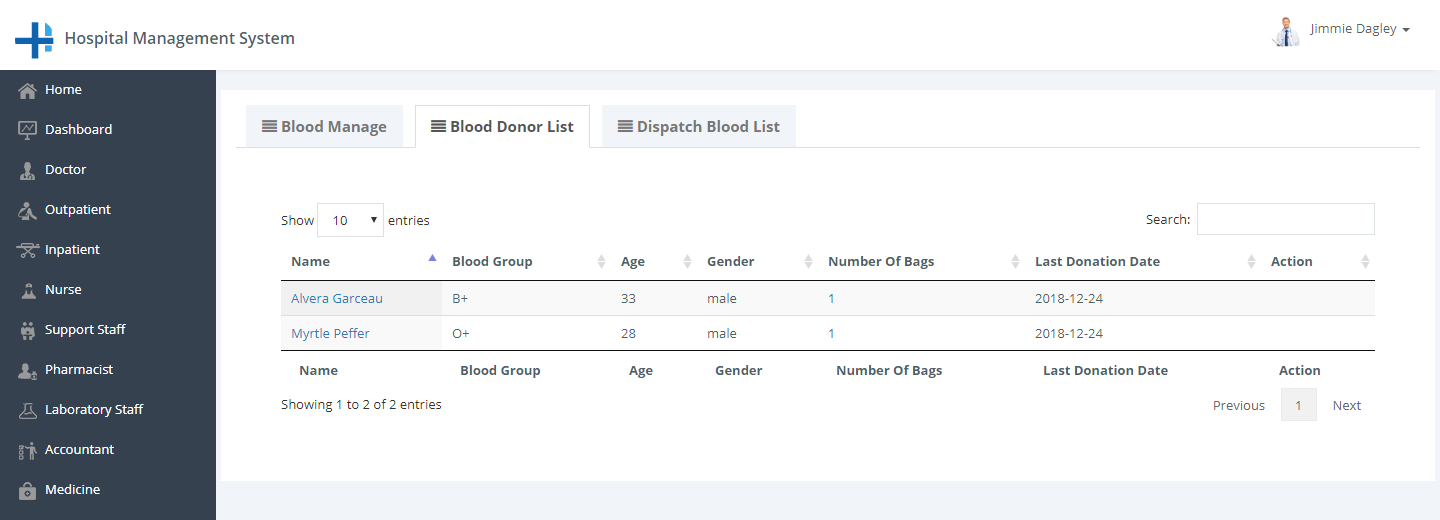 Hospital Management System
Jimmie Dagley
Home
Dashboard
Doctor
Outpatient
Inpatient
Nurse
Support Staff
Pharmacist
Laboratory Staff
Accountant
Medicine
Blood Manage Blood Donor List Dispatch Blood List
Show 10 entries Search:
Name Blood Group Age Gender Number Of Bags Last Donation Date Action
Alvera Garceau B+ 33 male 1 2018-12-24
Myrtle Peffer O+ 28 male 1 2018-12-24
Name Blood Group Age Gender Number Of Bags Last Donation Date Action
Showing 1 to 2 of 2 entries Previous 1 Next